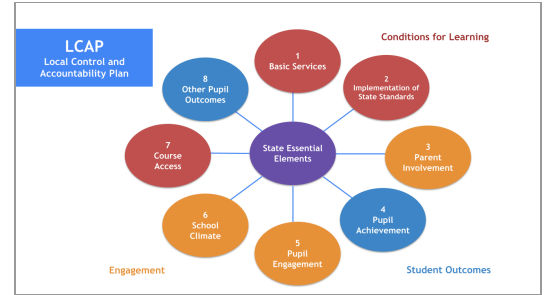 LCAP
Local Control and
Accountability Plan
Conditions for Learning
1
Basic Services
2
Implementation of
State Standards
3
Parent
Involvement
4
Pupil
Achievement
5
Pupil
Engagement
6
School
Climate
7
Course
Access
8
Other Pupil
Outcomes
State Essential
Elements
Engagement
Student Outcomes